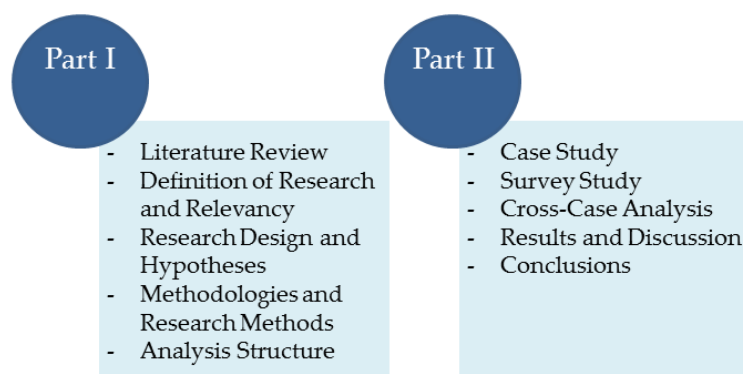 Part I
- Literature Review
- Definition of Research
and Relevancy
- Research Design and
Hypotheses
- Methodologies and
Research Methods
- Analysis Structure
Part II
- Case Study
- Survey Study
- Cross-Case Analysis
- Results and Discussion
- Conclusions